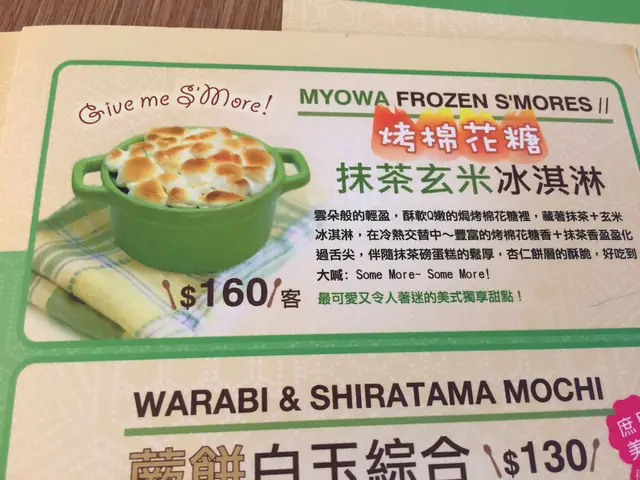 Give me S'More!
MYOWA FROZEN S'MORES
烤棉花糖
抹茶玄米冰淇淋
雲朵般的輕盈，酥軟Q嫩的焗烤棉花糖裡，藏著抹茶＋玄米
冰淇淋，在冷熱交替中～豐富的烤棉花糖香＋抹茶香盈盈化
過舌尖，伴隨抹茶磅蛋糕的鬆厚，杏仁餅層的酥脆，好吃到
大喊: Some More~ Some More!
最可愛又令人著迷的美式獨享甜點！
$160/客
WARABI & SHIRATAMA MOCHI
蕨餅白玉綜合
$130/